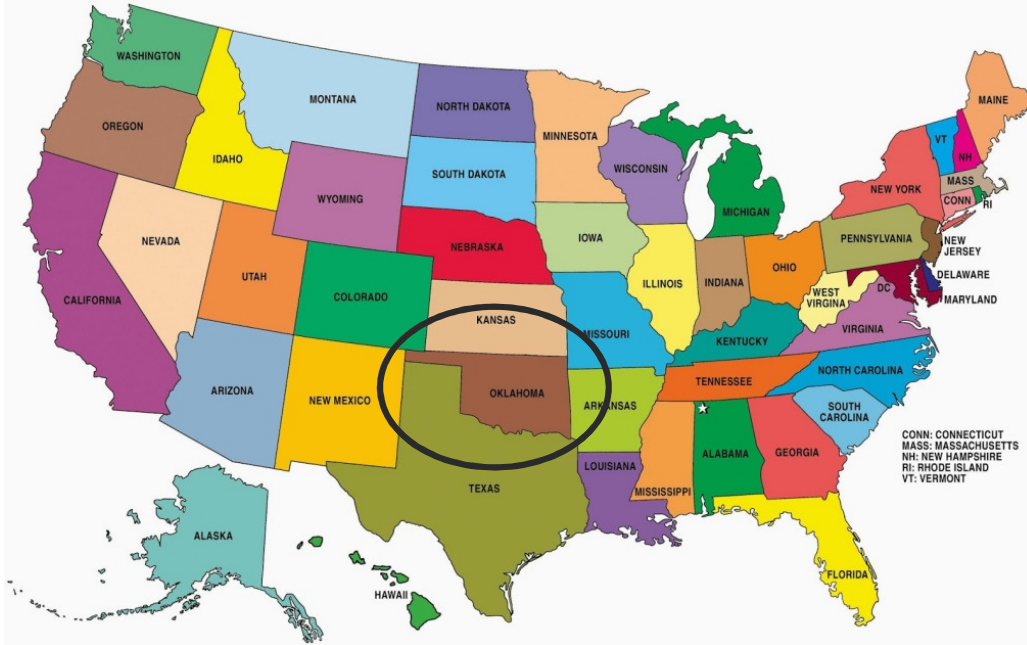 WASHINGTON
OREGON
IDAHO
MONTANA
NORTH DAKOTA
MINNESOTA
SOUTH DAKOTA
WYOMING
WISCONSIN
MICHIGAN
MAINE
VT
NH
NEW YORK
MASS
CONN
RI
NEVADA
UTAH
CALIFORNIA
COLORADO
NEBRASKA
IOWA
ILLINOIS
INDIANA
OHIO
PENNSYLVANIA
NEW
JERSEY
DELAWARE
MARYLAND
DC
WEST
VIRGINA
VIRGINIA
KANSAS
MISSOURI
KENTUCKY
ARIZONA
NEW MEXICO
OKLAHOMA
ARKANSAS
TENNESSEE
NORTH CAROLINA
SOUTH
CAROLINA
TEXAS
LOUISIANA
MISSISSIPPI
ALABAMA
GEORGIA
FLORIDA
ALASKA
HAWAII
CONN: CONNECTICUT
MASS: MASSACHUSETTS
NH: NEW HAMPSHIRE
RI: RHODE ISLAND
VT: VERMONT